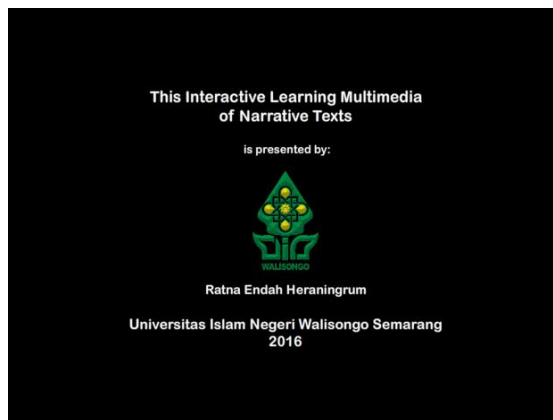 This Interactive Learning Multimedia
of Narrative Texts
is presented by:
WALISONGO
Ratna Endah Heraningrum
Universitas Islam Negeri Walisongo Semarang
2016